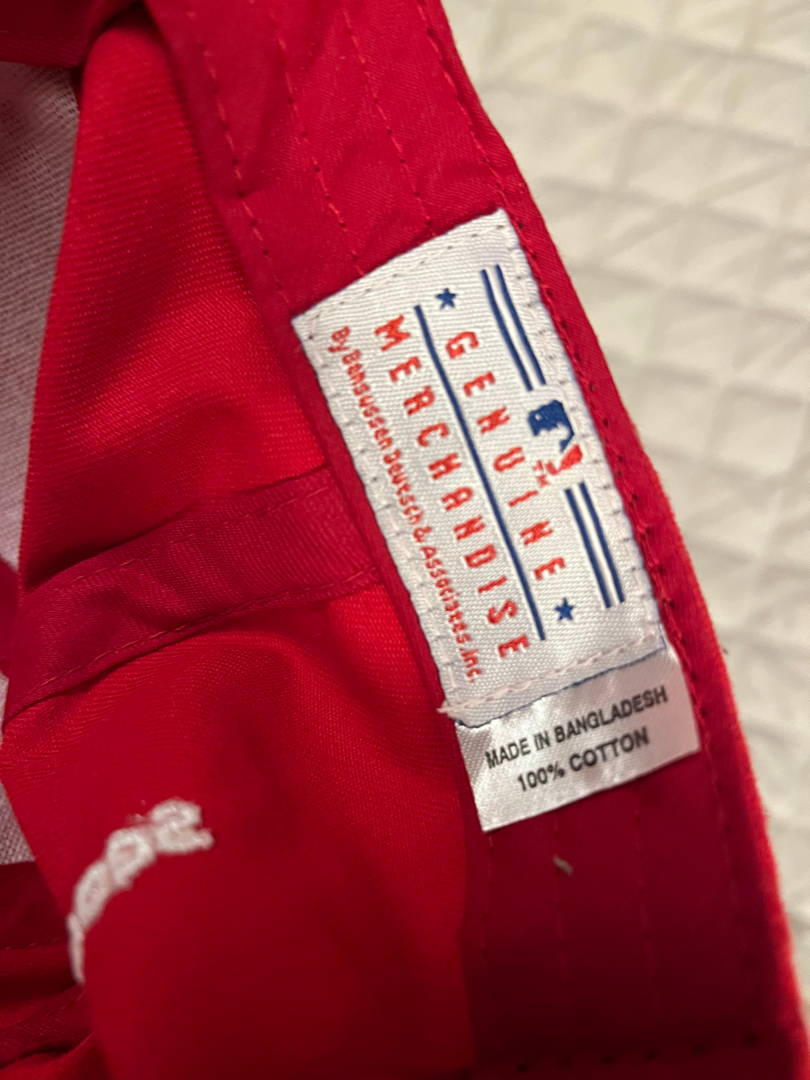 GENUINE
MERCHANDISE
By Bensussen Deutsch & Associates, Inc.
MADE IN BANGLADESH
100% COTTON